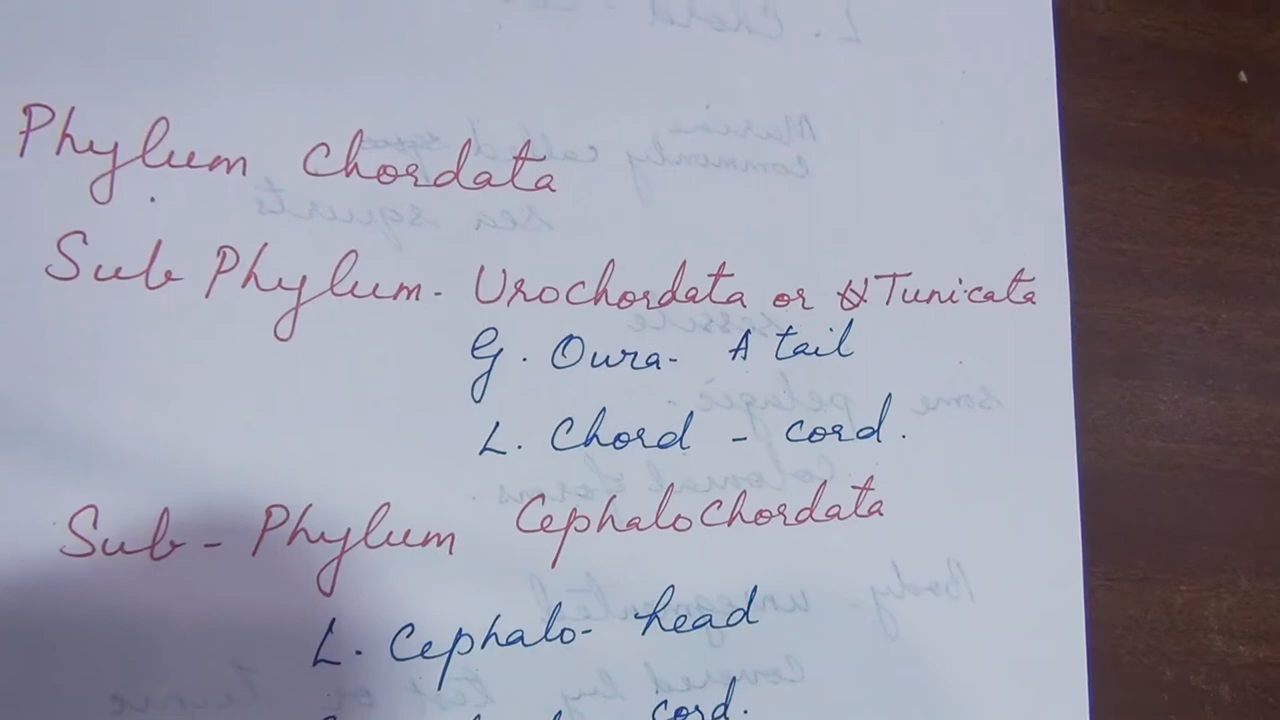 Phylum Chordata
Sub Phylum- Urochordata or Tunicata
G. Oura- A tail
L. Chord - cord.
Sub-Phylum Cephalochordata
L. Cephalo- head
cord.